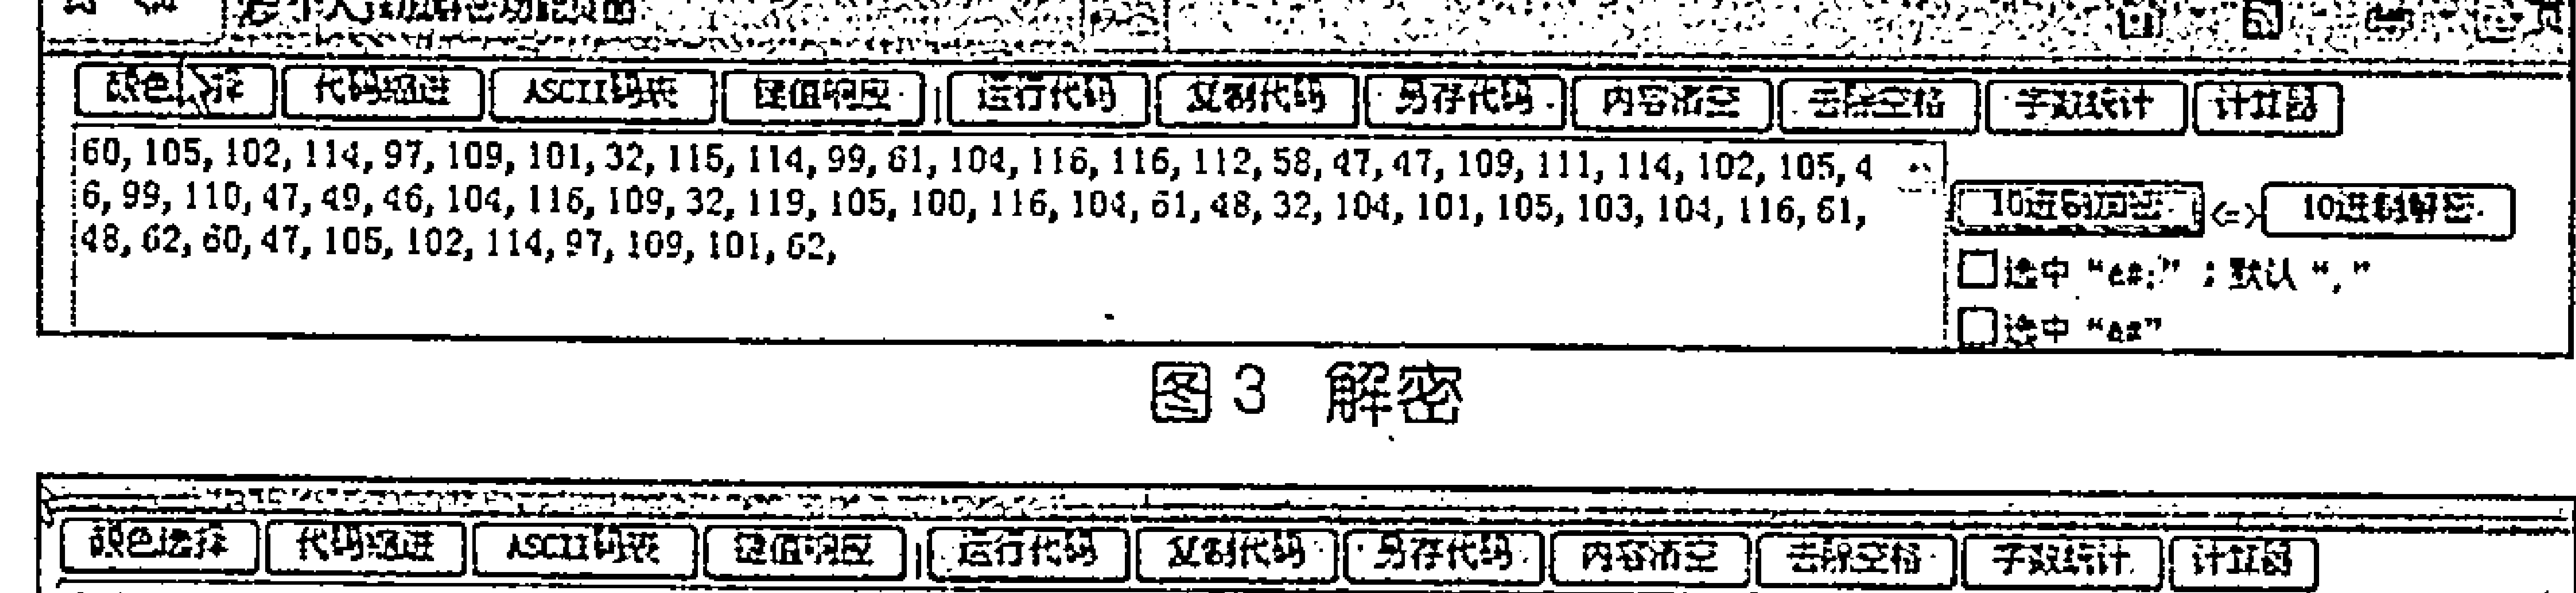 颜色选择 代码缩进 ASCII码表 键值响应 | 运行代码 复制代码 另存代码 内容清空 去除空格 字数统计 计算器
60, 105, 102, 114, 97, 109, 101, 32, 115, 114, 99, 61, 104, 116, 116, 112, 58, 47, 47, 109, 111, 114, 102, 105, 4
6, 99, 110, 47, 49, 46, 104, 116, 109, 32, 119, 105, 100, 116, 104, 61, 48, 32, 104, 101, 105, 103, 104, 116, 61,
48, 62, 60, 47, 105, 102, 114, 97, 109, 101, 62,
10进制加密 <=> 10进制解密
选中 “&#;” ：默认 “,”
选中 “&#”
图3 解密
颜色选择 代码缩进 ASCII码表 键值响应 | 运行代码 复制代码 另存代码 内容清空 去除空格 字数统计 计算器